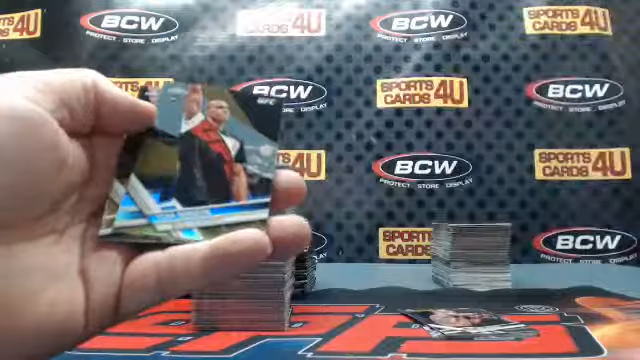 4U
BCW
PROTECT · STORE · DISPLAY
SPORTS
CARDS 4U
BCW
PROTECT · STORE · DISPLAY
SPORTS
CARDS 4U
SPORTS
UFC
BCW
PROTECT · STORE · DISPLAY
SPORTS
CARDS 4U
BCW
PROTECT · STORE · DISPLAY
4U
BCW
PROTECT · STORE · DISPLAY
SPORTS
CARDS 4U
SPORTS
CARDS
BCW
PROTECT · STORE · DISPLAY
EPS